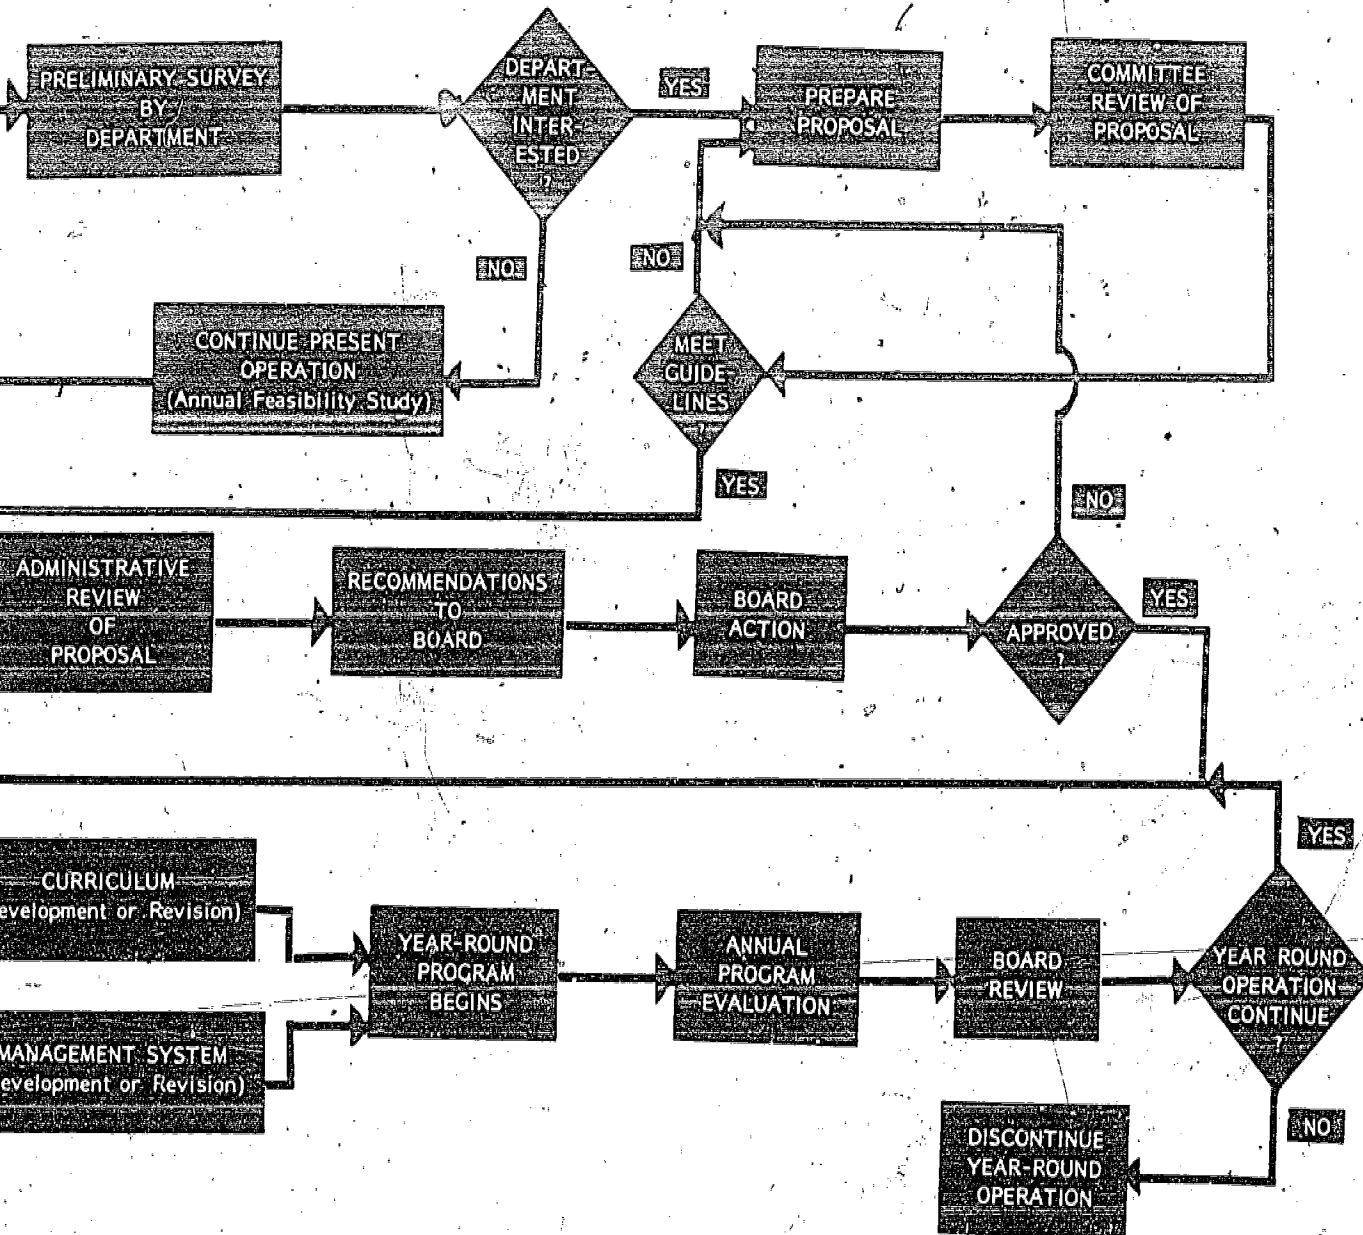 PRELIMINARY SURVEY
BY
DEPARTMENT
DEPART-
MENT
INTER-
ESTED
?
YES
PREPARE
PROPOSAL
COMMITTEE
REVIEW OF
PROPOSAL
NO
NO
CONTINUE PRESENT
OPERATION
(Annual Feasibility Study)
MEET
GUIDE-
LINES
?
YES
NO
ADMINISTRATIVE
REVIEW
OF
PROPOSAL
RECOMMENDATIONS
TO
BOARD
BOARD
ACTION
APPROVED
?
YES
YES
CURRICULUM
evelopment or Revision)
MANAGEMENT SYSTEM
evelopment or Revision)
YEAR-ROUND
PROGRAM
BEGINS
ANNUAL
PROGRAM
EVALUATION
BOARD
REVIEW
YEAR ROUND
OPERATION
CONTINUE
?
NO
DISCONTINUE
YEAR-ROUND
OPERATION